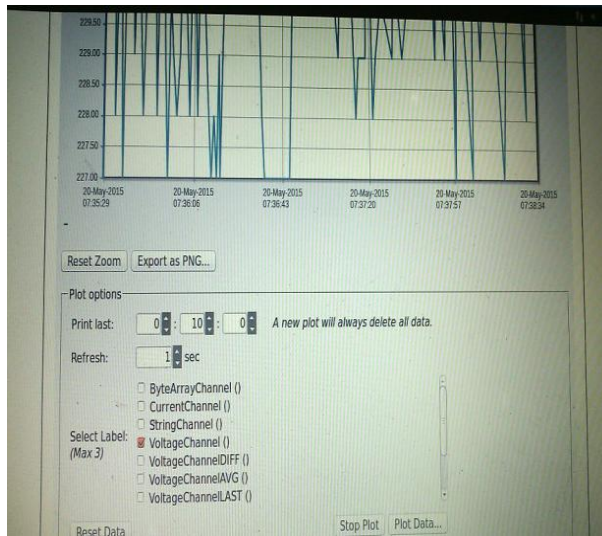 229.50
229.00
228.50
228.00
227.50
227.00
20-May-2015 20-May-2015 20-May-2015 20-May-2015 20-May-2015 20-May-2015
07:35:29 07:36:06 07:36:43 07:37:20 07:37:57 07:38:34
-
Reset Zoom Export as PNG...
Plot options
Print last: 0 : 10 : 0 A new plot will always delete all data.
Refresh: 1 sec
Select Label:
(Max 3)
ByteArrayChannel ()
CurrentChannel ()
StringChannel ()
VoltageChannel ()
VoltageChannelDIFF ()
VoltageChannelAVG ()
VoltageChannelLAST ()
Reset Data Stop Plot Plot Data...